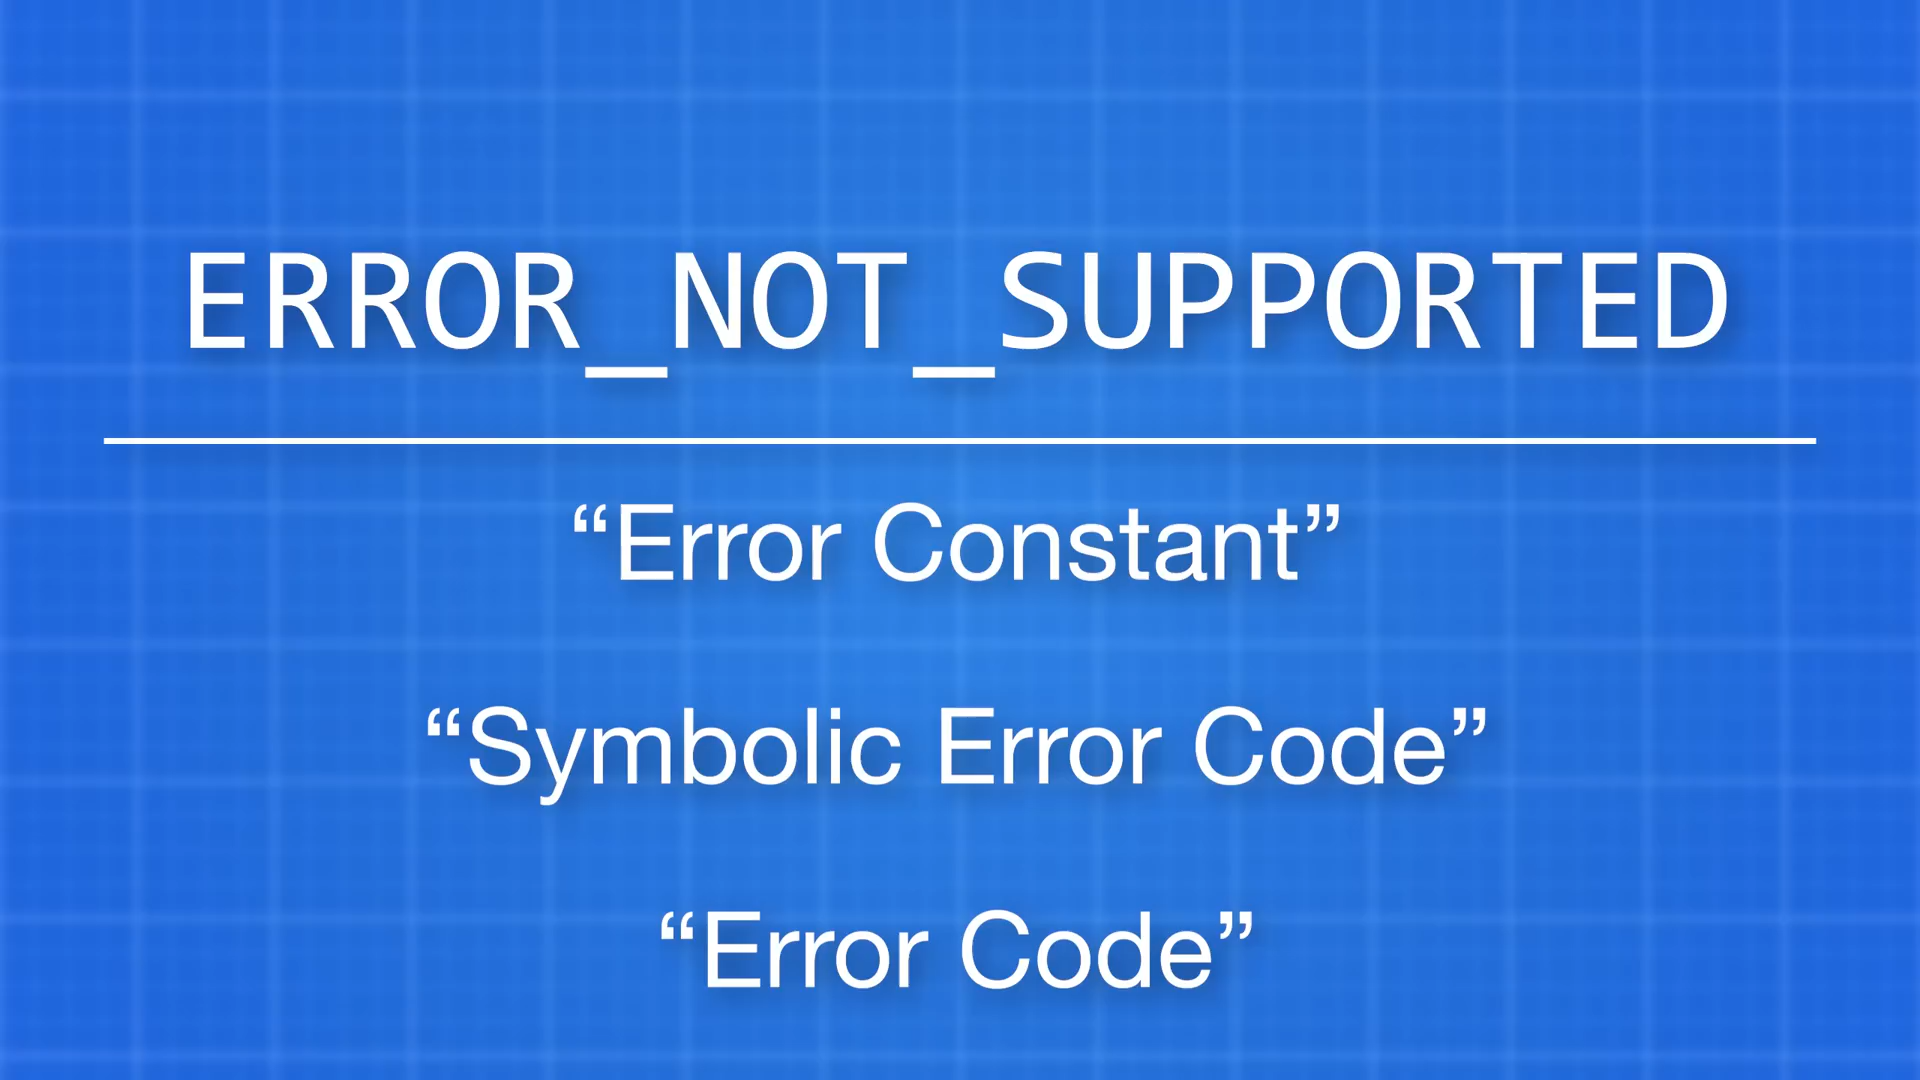 ERROR_NOT_SUPPORTED
“Error Constant”
“Symbolic Error Code”
“Error Code”